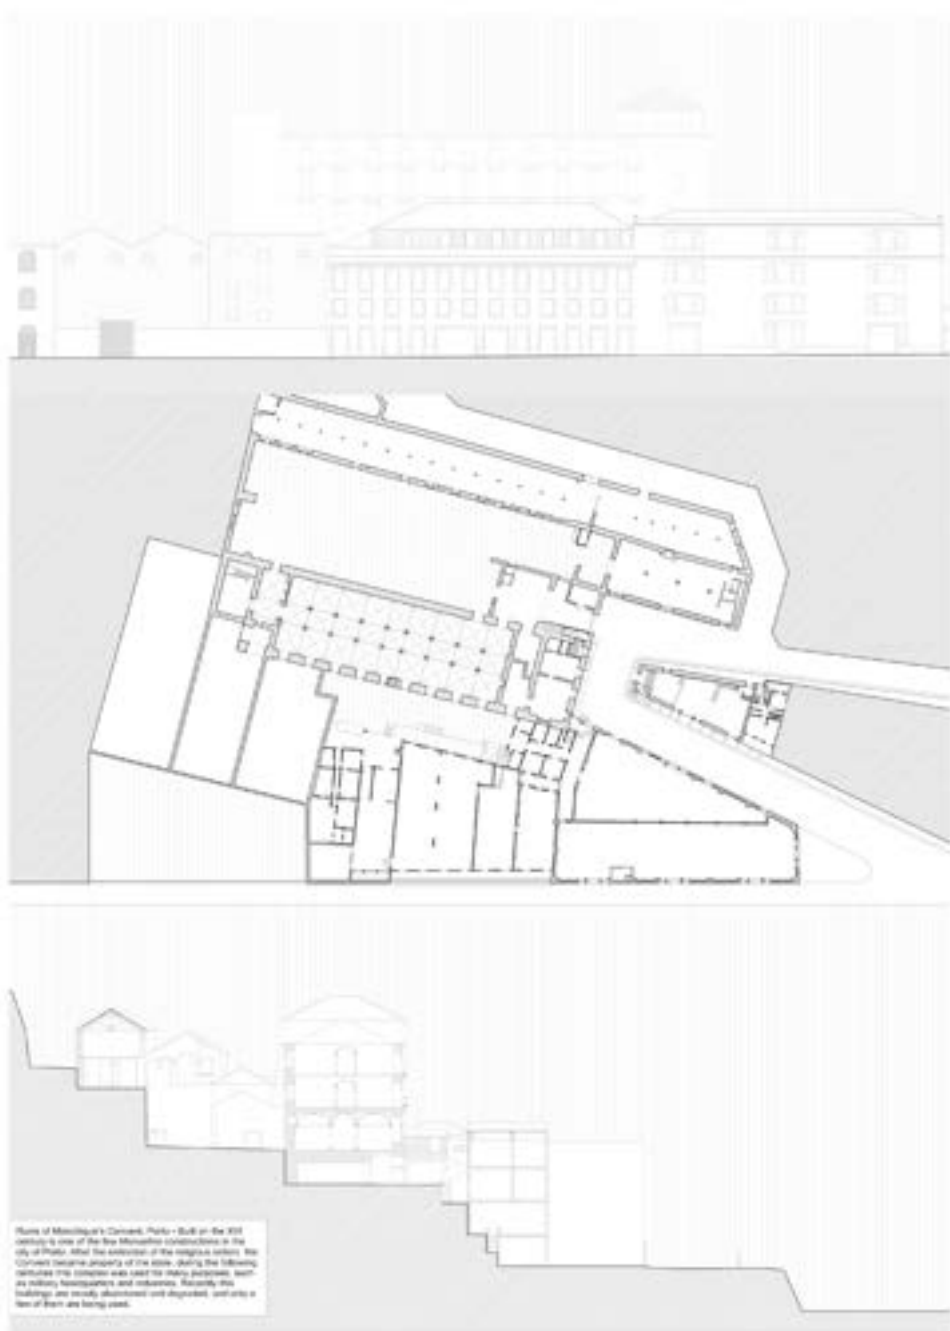 Ruins of Monchique's Convent, Porto - Built on the XVI
century is one of the few Manueline constructions in the
city of Porto. After the extinction of the religious orders, the
Convent became property of the state, during the following
centuries this complex was used for many purposes, such
as military headquarters and industries. Recently this
buildings are mostly abandoned and degraded, and only a
few of them are being used.